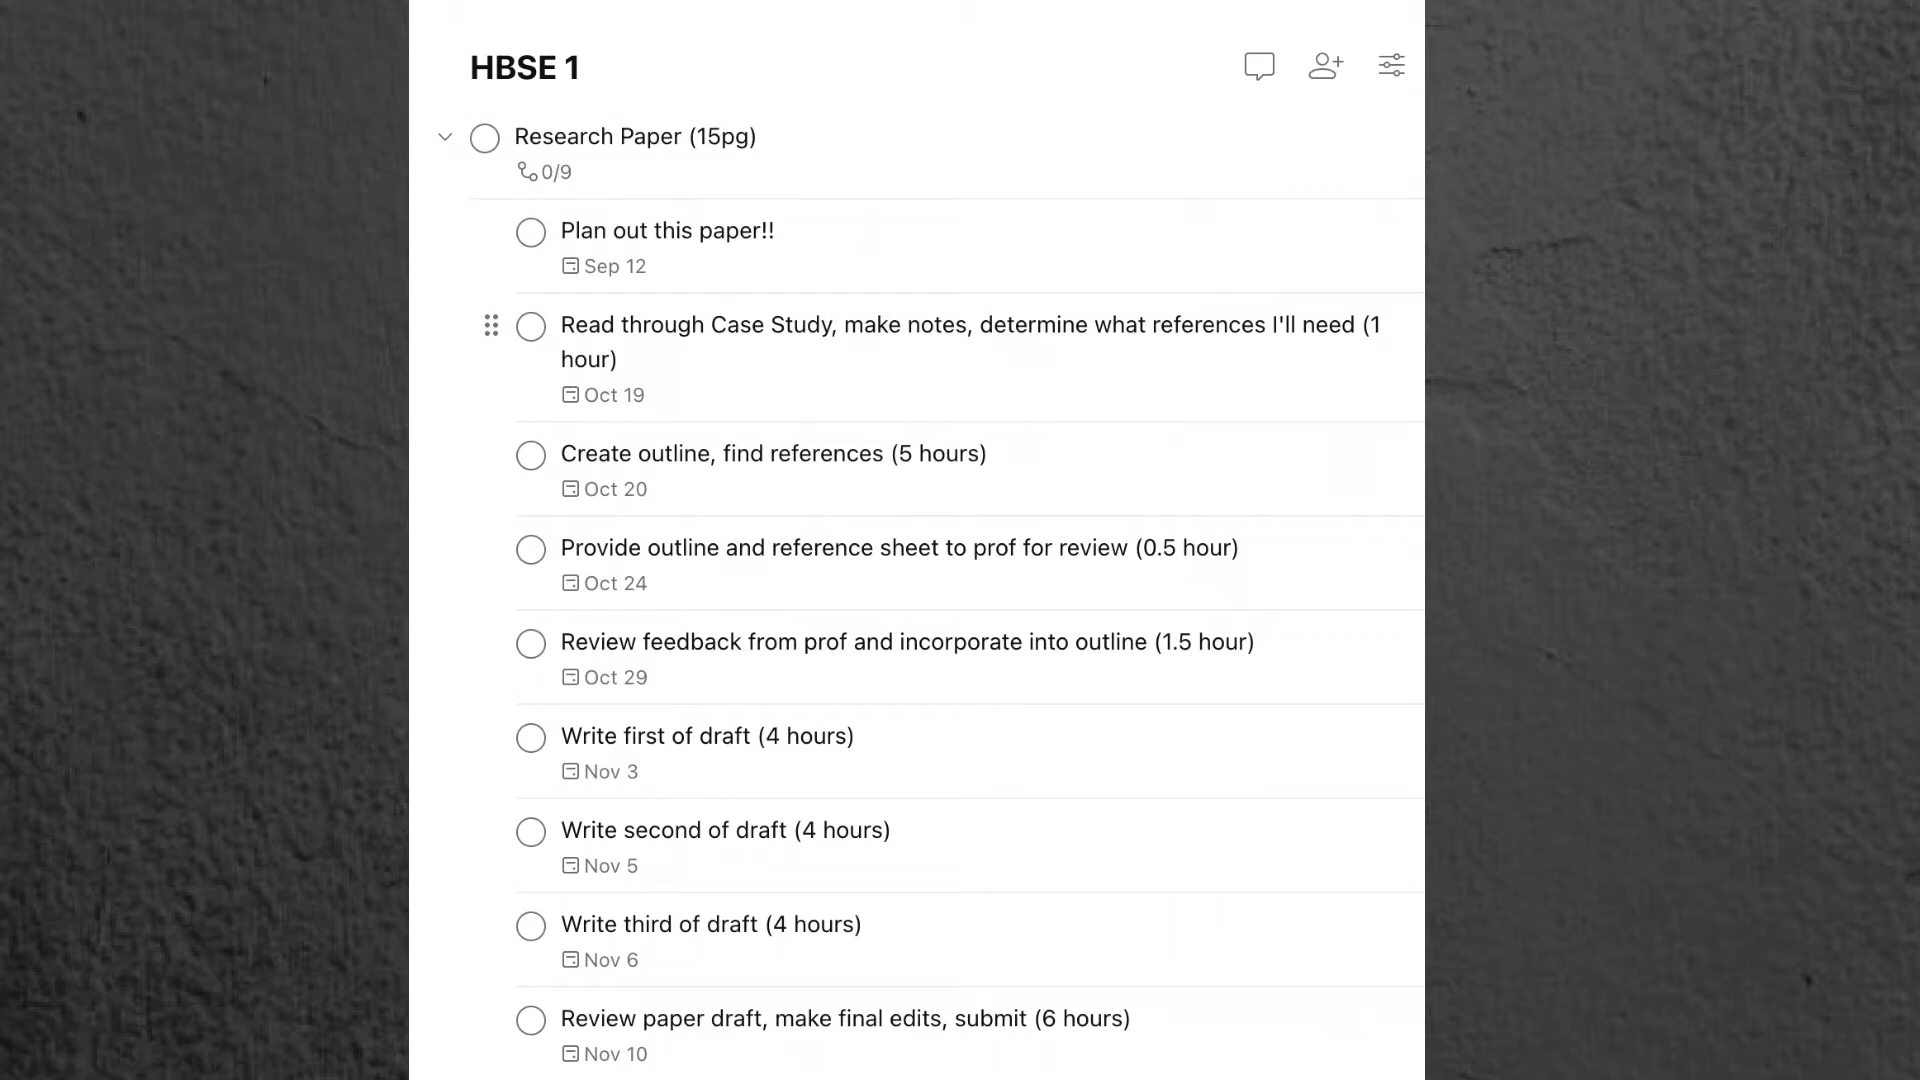 HBSE 1
Research Paper (15pg)
0/9
Plan out this paper!!
Sep 12
Read through Case Study, make notes, determine what references I'll need (1
hour)
Oct 19
Create outline, find references (5 hours)
Oct 20
Provide outline and reference sheet to prof for review (0.5 hour)
Oct 24
Review feedback from prof and incorporate into outline (1.5 hour)
Oct 29
Write first of draft (4 hours)
Nov 3
Write second of draft (4 hours)
Nov 5
Write third of draft (4 hours)
Nov 6
Review paper draft, make final edits, submit (6 hours)
Nov 10